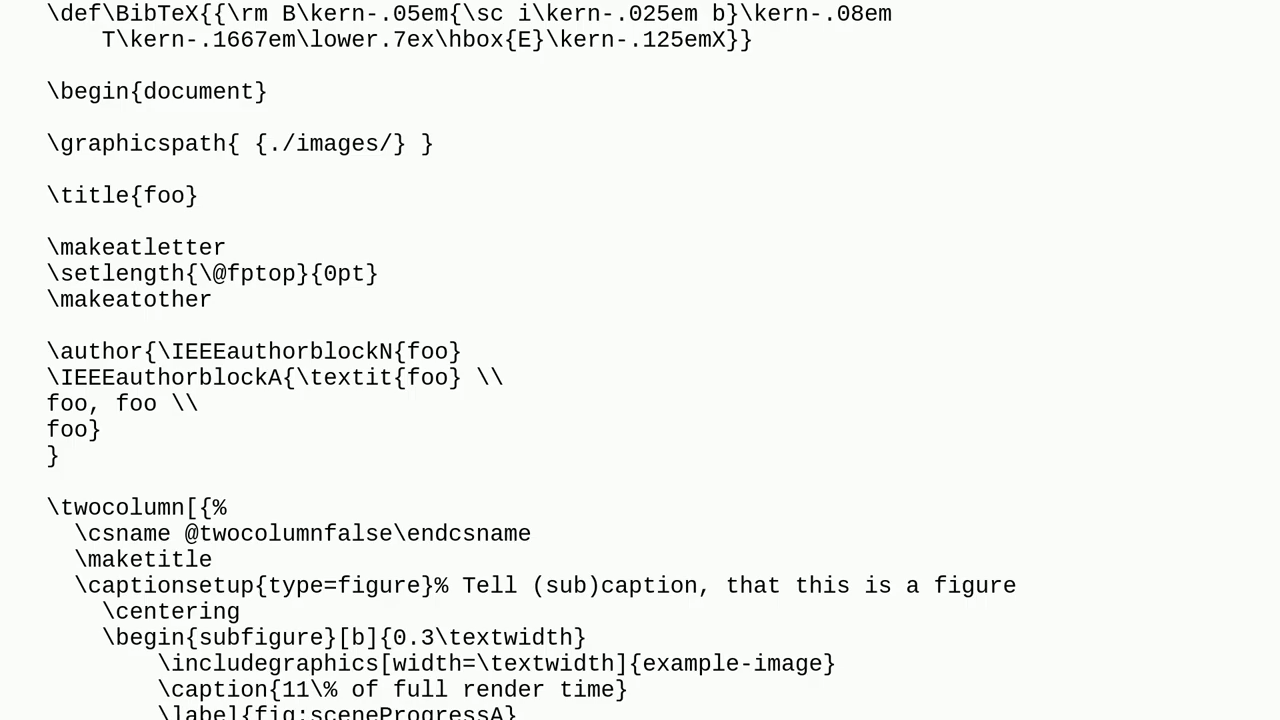 \def\BibTeX{{\rm B\kern-.05em{\sc i\kern-.025em b}\kern-.08em
    T\kern-.1667em\lower.7ex\hbox{E}\kern-.125emX}}

\begin{document}

\graphicspath{ {./images/} }

\title{foo}

\makeatletter
\setlength{\@fptop}{0pt}
\makeatother

\author{\IEEEauthorblockN{foo}
\IEEEauthorblockA{\textit{foo} \\
foo, foo \\
foo}
}

\twocolumn[{%
  \csname @twocolumnfalse\endcsname
  \maketitle
  \captionsetup{type=figure}% Tell (sub)caption, that this is a figure
    \centering
    \begin{subfigure}[b]{0.3\textwidth}
        \includegraphics[width=\textwidth]{example-image}
        \caption{11\% of full render time}
        \label{fig:sceneProgressA}